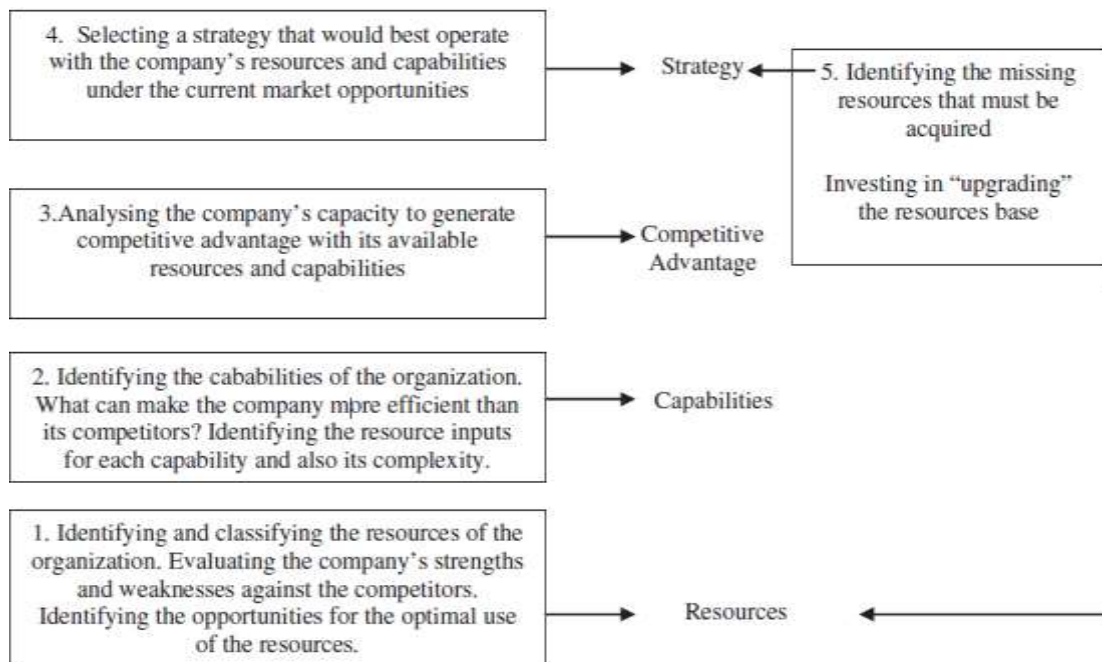 4. Selecting a strategy that would best operate
with the company's resources and capabilities
under the current market opportunities
Strategy
5. Identifying the missing
resources that must be
acquired
Investing in “upgrading”
the resources base
3.Analysing the company's capacity to generate
competitive advantage with its available
resources and capabilities
Competitive
Advantage
2. Identifying the cababilities of the organization.
What can make the company more efficient than
its competitors? Identifying the resource inputs
for each capability and also its complexity.
Capabilities
1. Identifying and classifying the resources of the
organization. Evaluating the company's strengths
and weaknesses against the competitors.
Identifying the opportunities for the optimal use
of the resources.
Resources